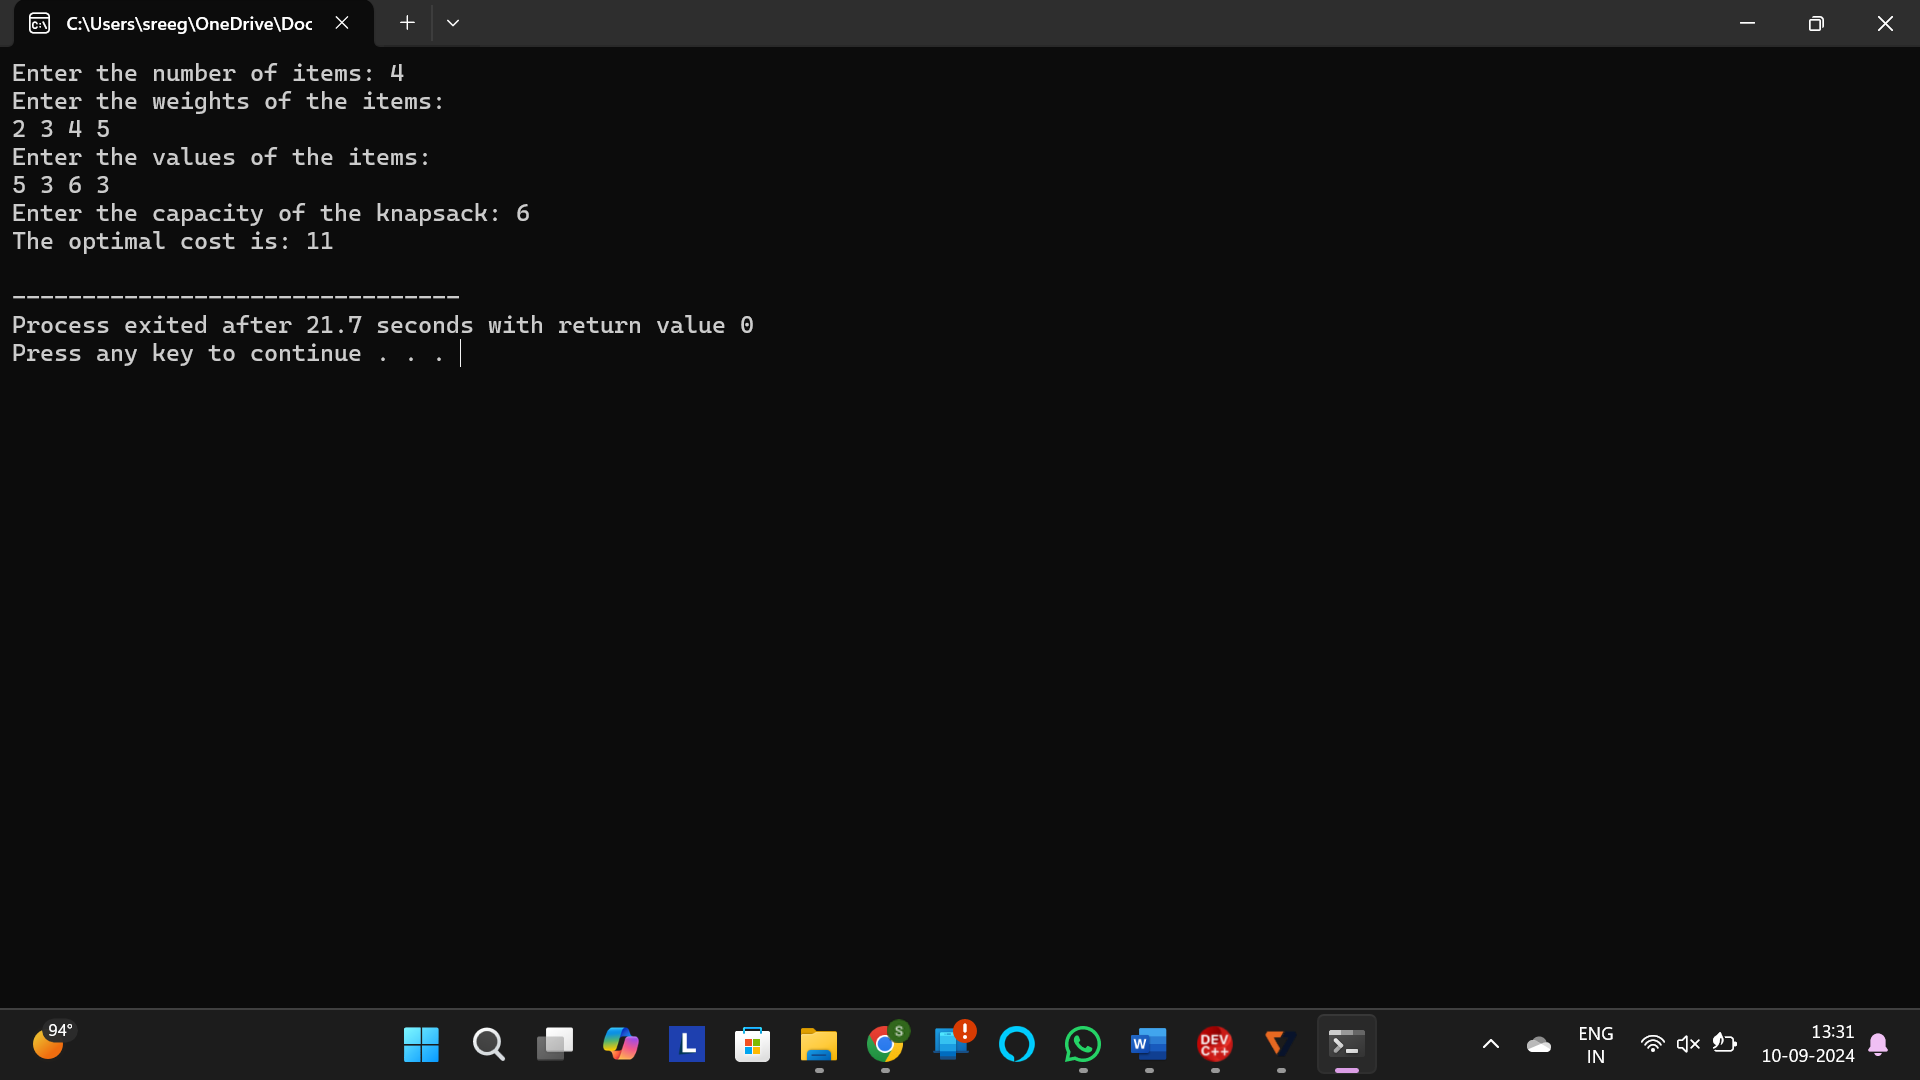 C:\Users\sreeg\OneDrive\Doc
Enter the number of items: 4
Enter the weights of the items:
2 3 4 5
Enter the values of the items:
5 3 6 3
Enter the capacity of the knapsack: 6
The optimal cost is: 11
--------------------------------
Process exited after 21.7 seconds with return value 0
Press any key to continue . . .
94°
L
S
W
DEV
C++
ENG
IN
13:31
10-09-2024